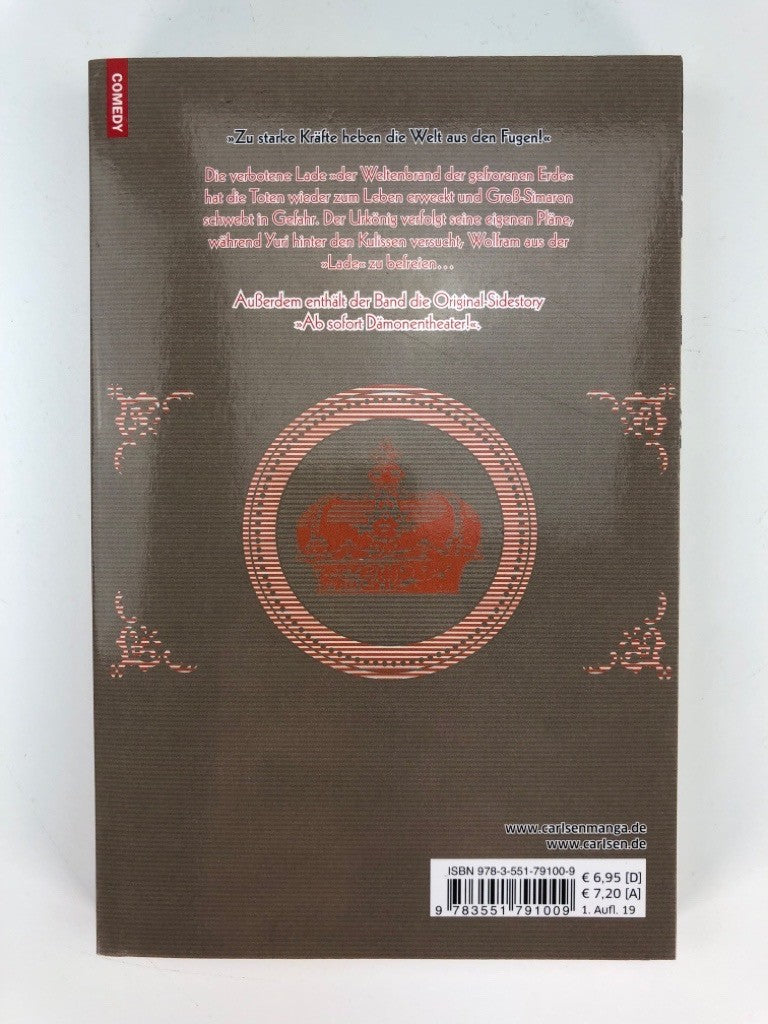 COMEDY
»Zu starke Kräfte heben die Welt aus den Fugen!«
Die verbotene Lade »der Weltenbrand der gefrorenen Erde«
hat die Toten wieder zum Leben erweckt und Groß-Simaron
schwebt in Gefahr. Der Urkönig verfolgt seine eigenen Pläne,
während Yuri hinter den Kulissen versucht, Wolfram aus der
»Lade« zu befreien...
Außerdem enthält der Band die Original-Sidestory
»Ab sofort Dämonentheater!«.
www.carlsenmanga.de
www.carlsen.de
ISBN 978-3-551-79100-9
€ 6,95 [D]
€ 7,20 [A]
9 783551 791009
1. Aufl. 19